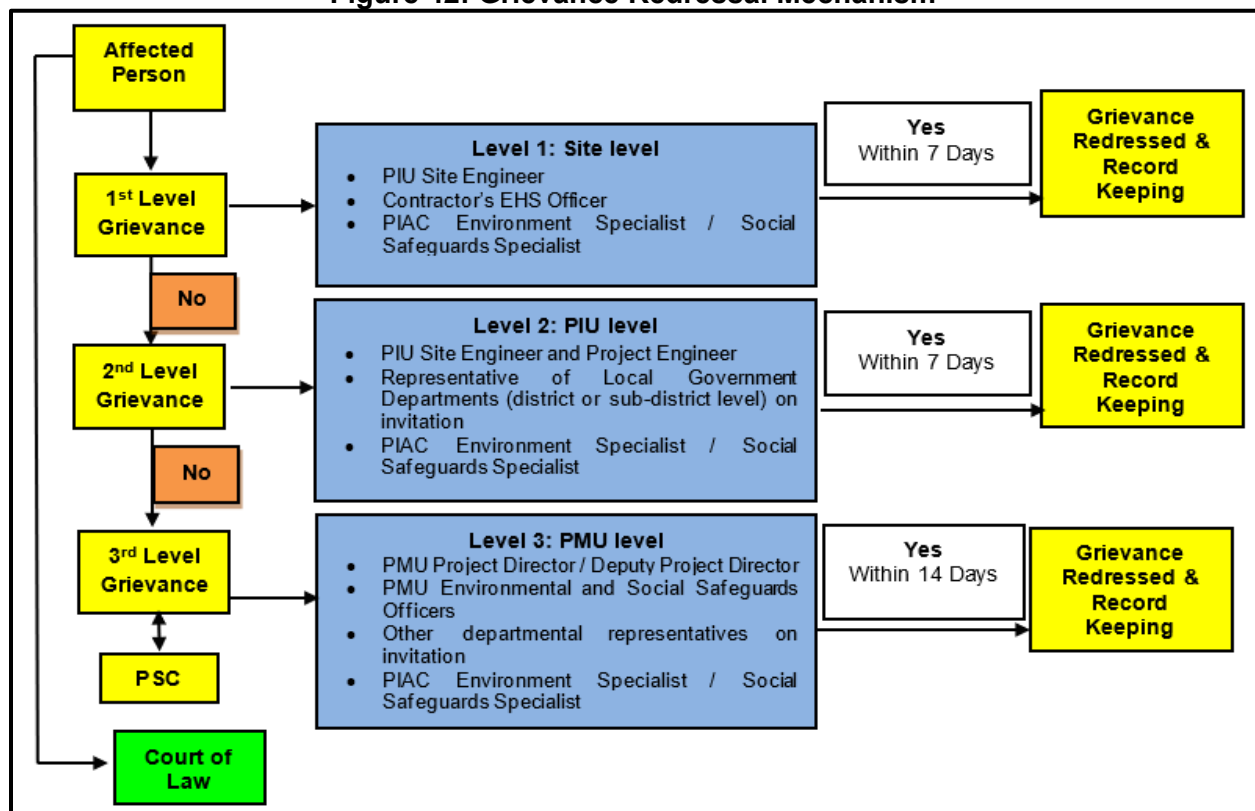 Figure Grievance Redressal Mechanism
Affected
Person
1st Level
Grievance
Level 1: Site level
• PIU Site Engineer
• Contractor's EHS Officer
• PIAC Environment Specialist / Social
Safeguards Specialist
Yes
Within 7 Days
Grievance
Redressed &
Record
Keeping
No
2nd Level
Grievance
Level 2: PIU level
• PIU Site Engineer and Project Engineer
• Representative of Local Government
Departments (district or sub-district level) on
invitation
• PIAC Environment Specialist / Social
Safeguards Specialist
Yes
Within 7 Days
Grievance
Redressed &
Record
Keeping
No
3rd Level
Grievance
Level 3: PMU level
• PMU Project Director / Deputy Project Director
• PMU Environmental and Social Safeguards
Officers
• Other departmental representatives on
invitation
• PIAC Environment Specialist / Social
Safeguards Specialist
Yes
Within 14 Days
Grievance
Redressed &
Record
Keeping
PSC
Court of
Law